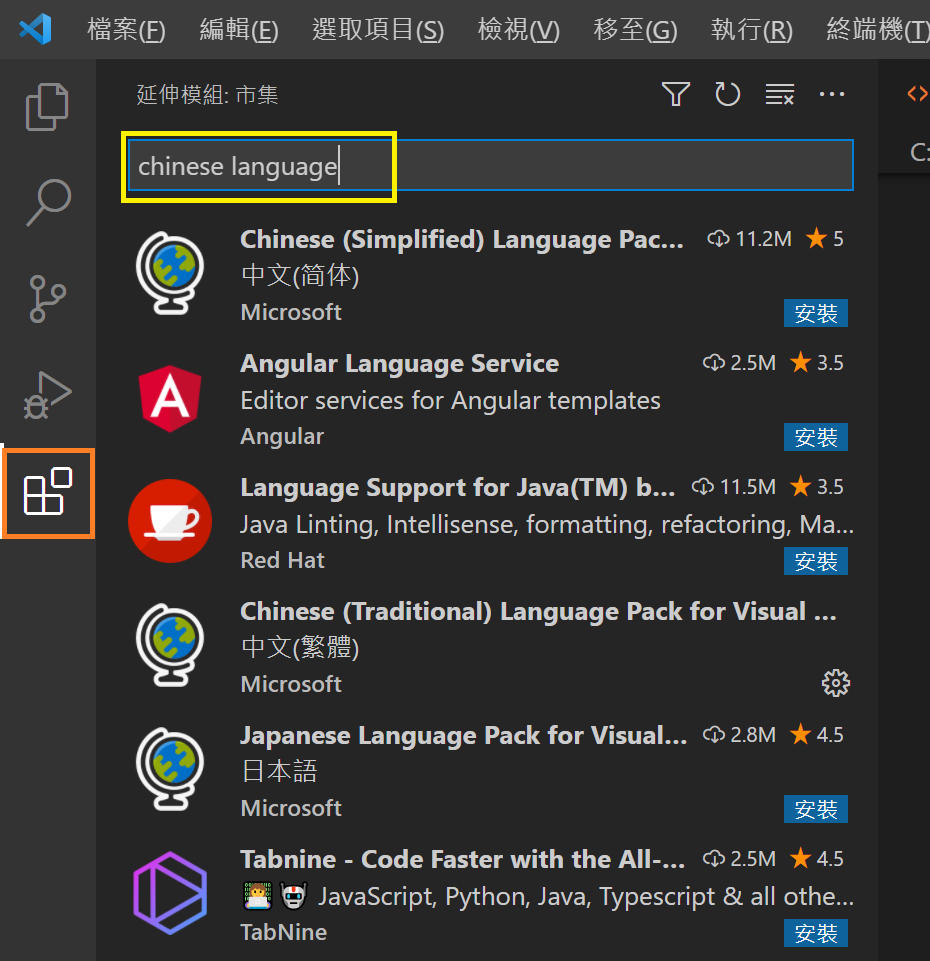 檔案(F) 編輯(E) 選取項目(S) 檢視(V) 移至(G) 執行(R) 終端機(T)
延伸模組: 市集
C:
chinese language
Chinese (Simplified) Language Pac... 11.2M 5
中文(简体)
Microsoft
安裝
Angular Language Service 2.5M 3.5
Editor services for Angular templates
Angular
安裝
Language Support for Java(TM) b... 11.5M 3.5
Java Linting, Intellisense, formatting, refactoring, Ma...
Red Hat
安裝
Chinese (Traditional) Language Pack for Visual ...
中文(繁體)
Microsoft
Japanese Language Pack for Visual... 2.8M 4.5
日本語
Microsoft
安裝
Tabnine - Code Faster with the All-... 2.5M 4.5
JavaScript, Python, Java, Typescript & all othe...
TabNine
安裝